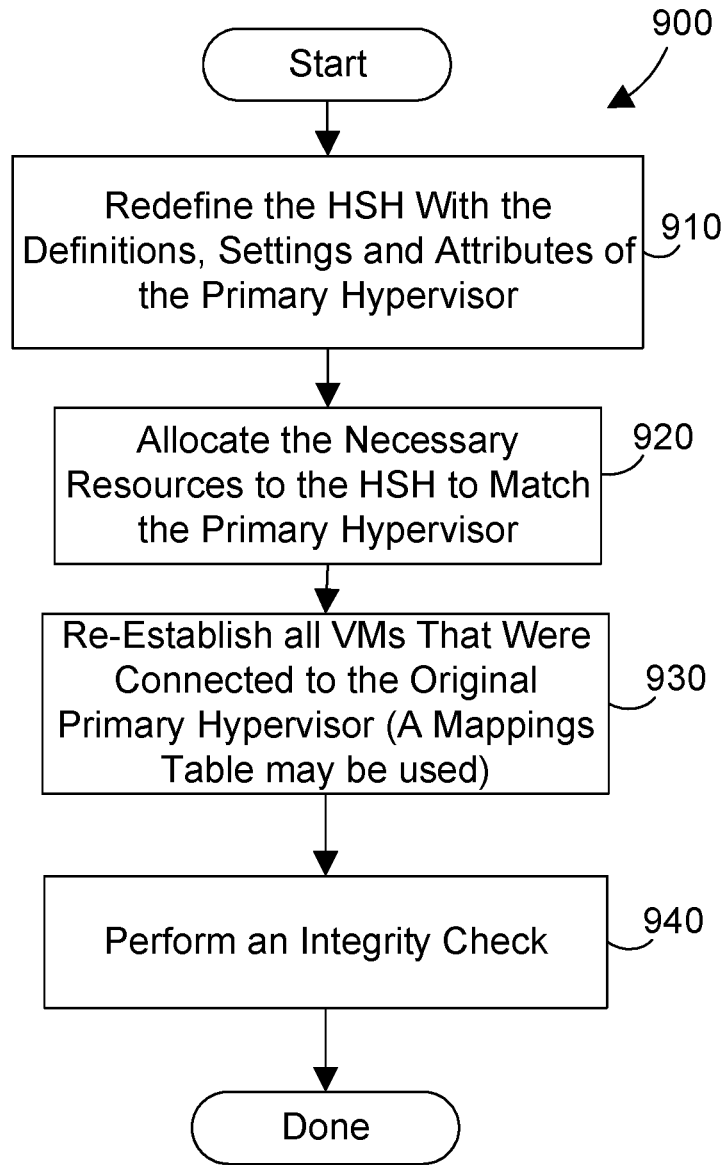 900
Start
Redefine the HSH With the
Definitions, Settings and Attributes of
the Primary Hypervisor
910
Allocate the Necessary
Resources to the HSH to Match
the Primary Hypervisor
920
Re-Establish all VMs That Were
Connected to the Original
Primary Hypervisor (A Mappings
Table may be used)
930
Perform an Integrity Check
940
Done